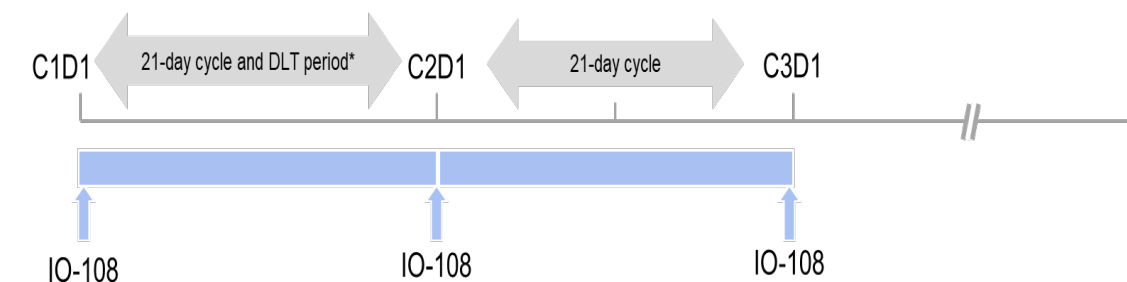 C1D1
21-day cycle and DLT period*
C2D1
21-day cycle
C3D1
IO-108
IO-108
IO-108